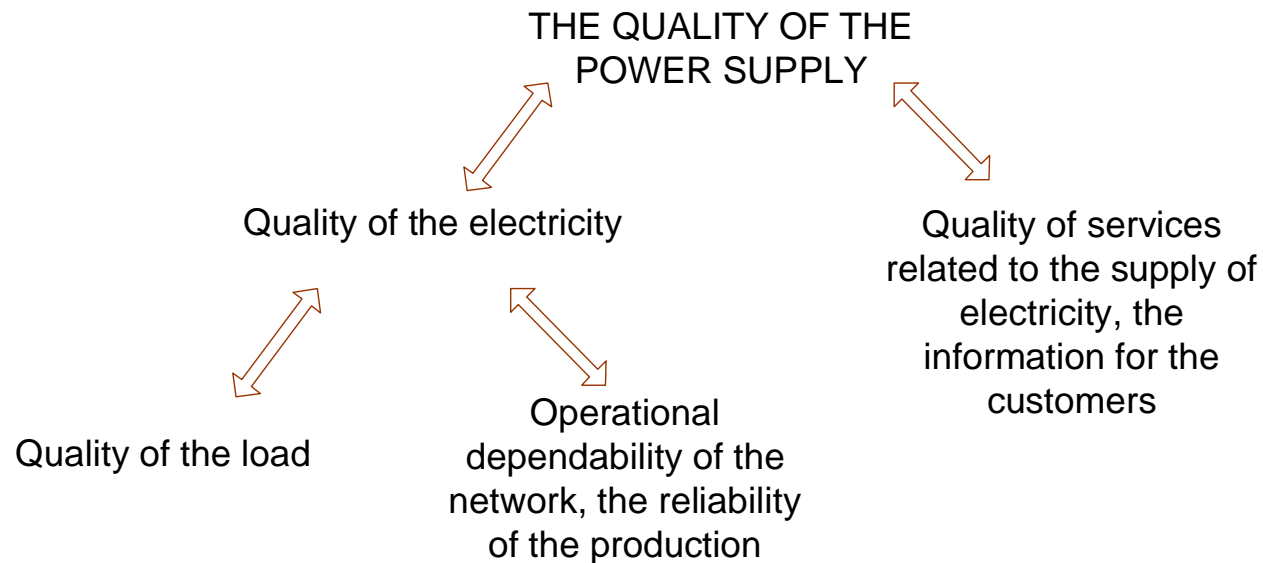 THE QUALITY OF THE
POWER SUPPLY
Quality of the electricity
Quality of services
related to the supply of
electricity, the
information for the
customers
Quality of the load
Operational
dependability of the
network, the reliability
of the production